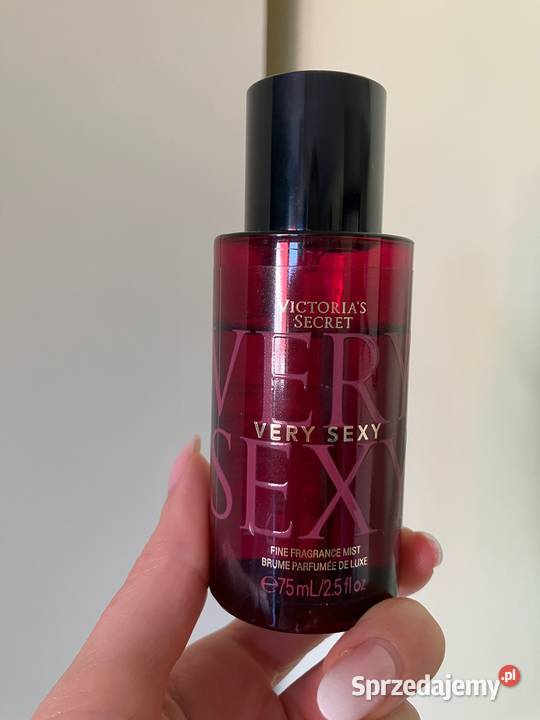 VICTORIA'S
SECRET
VERY
VERY SEXY
SEXY
FINE FRAGRANCE MIST
BRUME PARFUMÉE DE LUXE
℮75 mL/2.5 fl oz
Sprzedajemy.pl